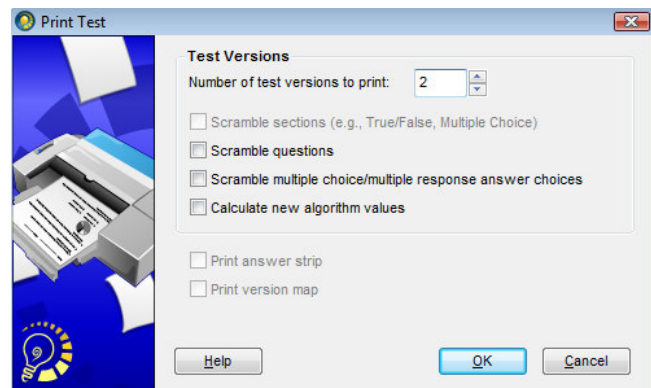 Print Test
Test Versions
Number of test versions to print: 2
Scramble sections (e.g., True/False, Multiple Choice)
Scramble questions
Scramble multiple choice/multiple response answer choices
Calculate new algorithm values
Print answer strip
Print version map
Help OK Cancel